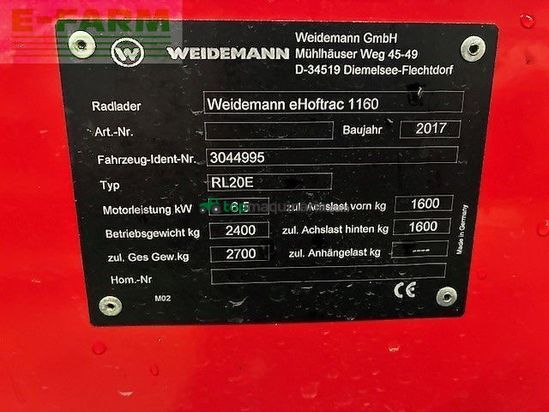 E-FARM
WEIDEMANN
Weidemann GmbH
Mühlhäuser Weg 45-49
D-34519 Diemelsee-Flechtdorf
Radlader Weidemann eHoftrac 1160
Art.-Nr. Baujahr 2017
Fahrzeug-Ident-Nr. 3044995
Typ RL20E
Motorleistung kW 6,5 zul. Achslast vorn kg 1600
Betriebsgewicht kg 2400 zul. Achslast hinten kg 1600
zul. Ges Gew.kg 2700 zul. Anhängelast kg ----
Hom.-Nr
M02 CE
Made in Germany